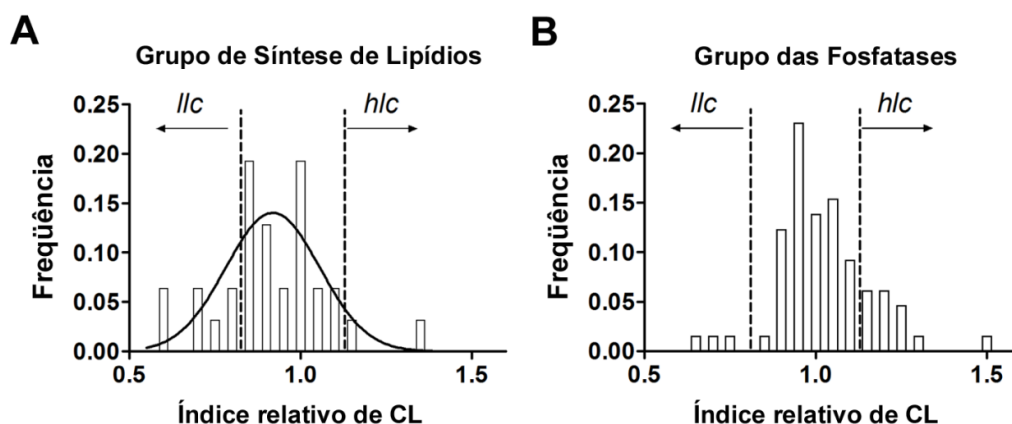 A
Grupo de Síntese de Lipídios
llc
hlc
0.25
0.20
0.15
0.10
0.05
0.00
Freqüência
0.5
1.0
1.5
Índice relativo de CL
B
Grupo das Fosfatases
llc
hlc
0.25
0.20
0.15
0.10
0.05
0.00
Freqüência
0.5
1.0
1.5
Índice relativo de CL